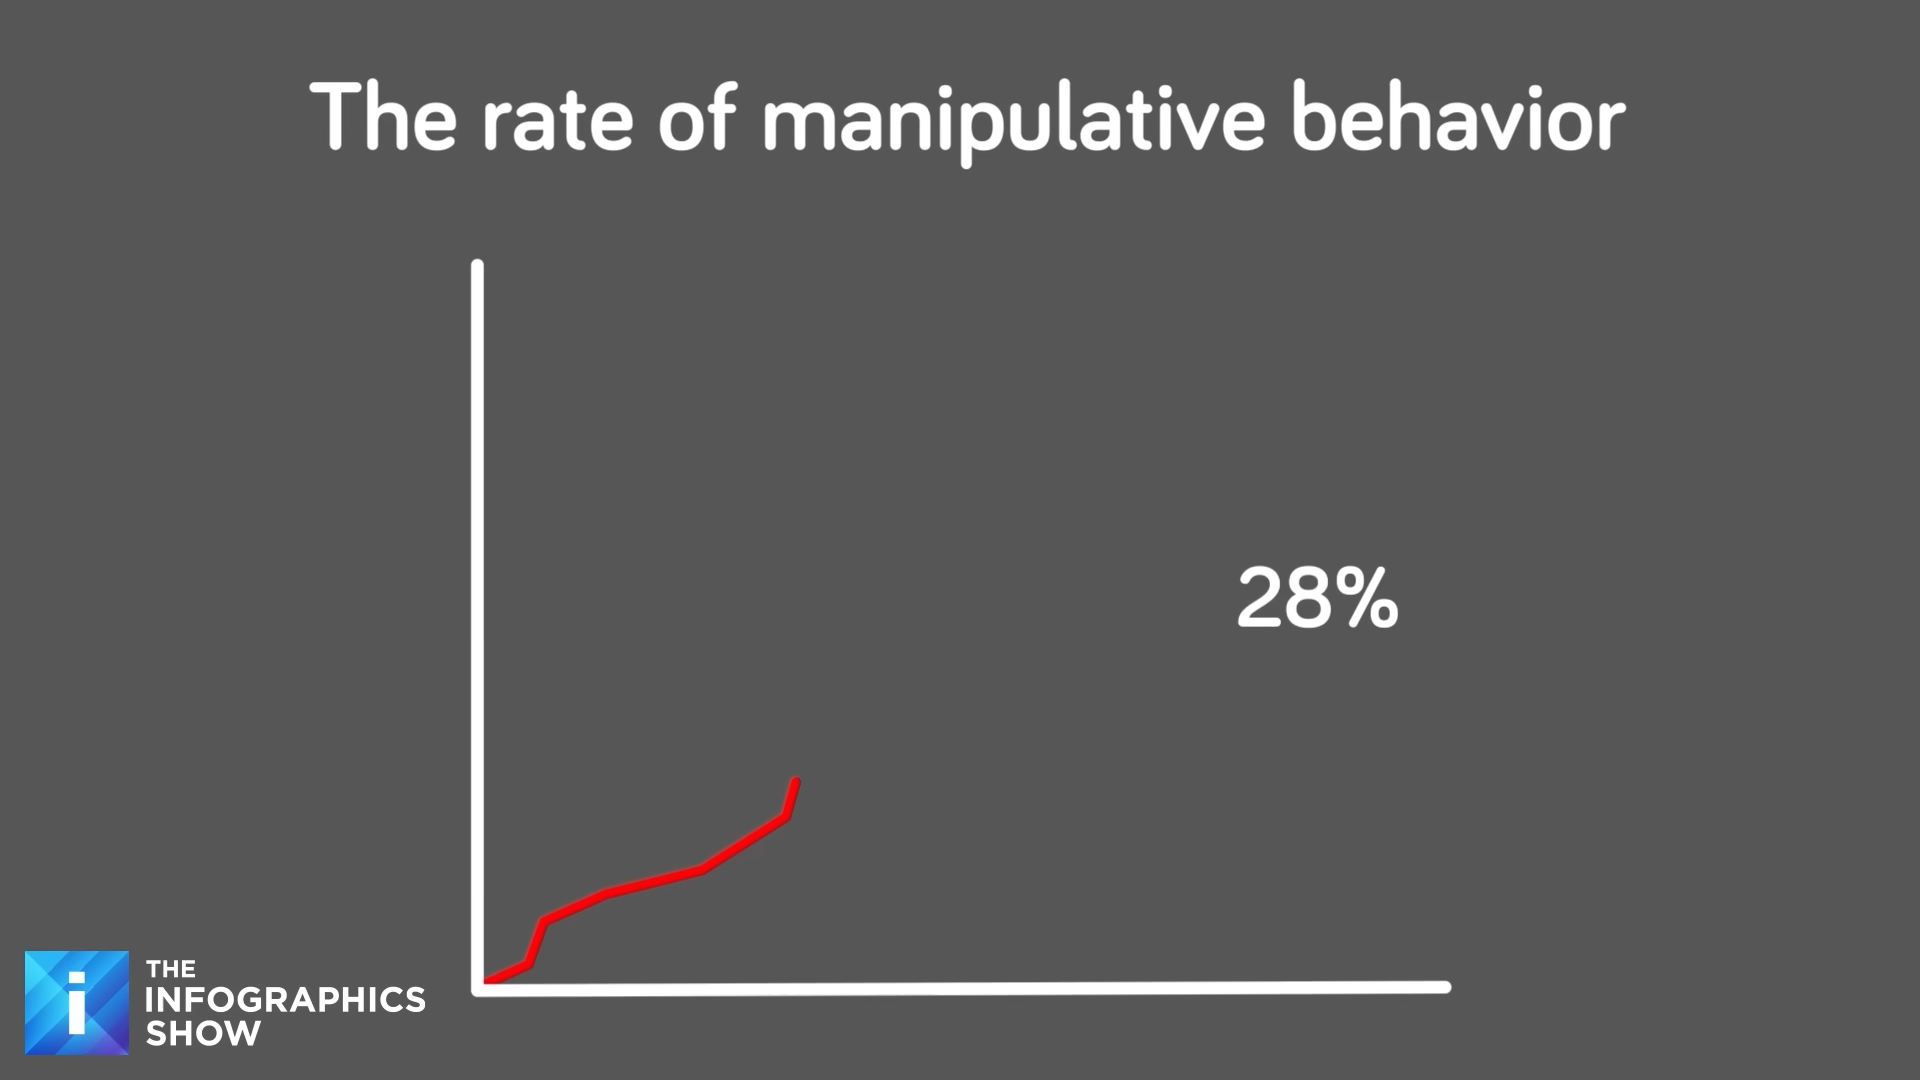 The rate of manipulative behavior
28%
THE
INFOGRAPHICS
SHOW